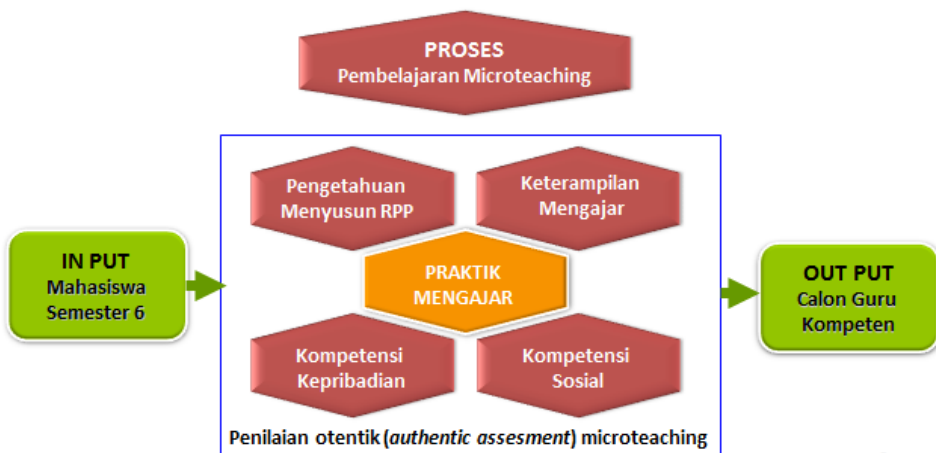 PROSES
Pembelajaran Microteaching
Pengetahuan
Menyusun RPP
Keterampilan
Mengajar
IN PUT
Mahasiswa
Semester 6
PRAKTIK
MENGAJAR
OUT PUT
Calon Guru
Kompeten
Kompetensi
Kepribadian
Kompetensi
Sosial
Penilaian otentik (authentic assesment) microteaching